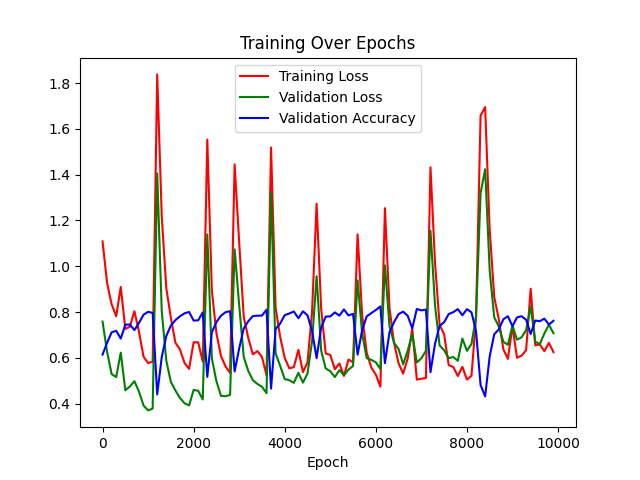 Training Over Epochs
Training Loss
Validation Loss
Validation Accuracy
1.8
1.6
1.4
1.2
1.0
0.8
0.6
0.4
0 2000 4000 6000 8000 10000
Epoch